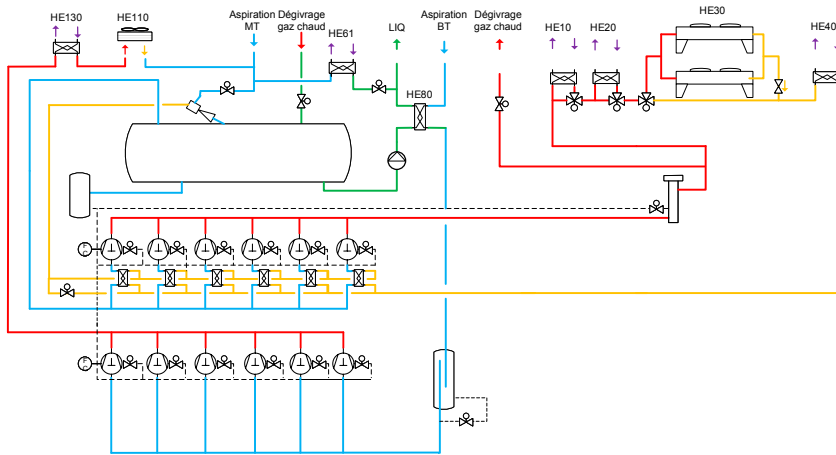 HE130
HE110
Aspiration
MT
Dégivrage
gaz chaud
HE61
LIQ
Aspiration
BT
Dégivrage
gaz chaud
HE10
HE20
HE30
HE40
HE80